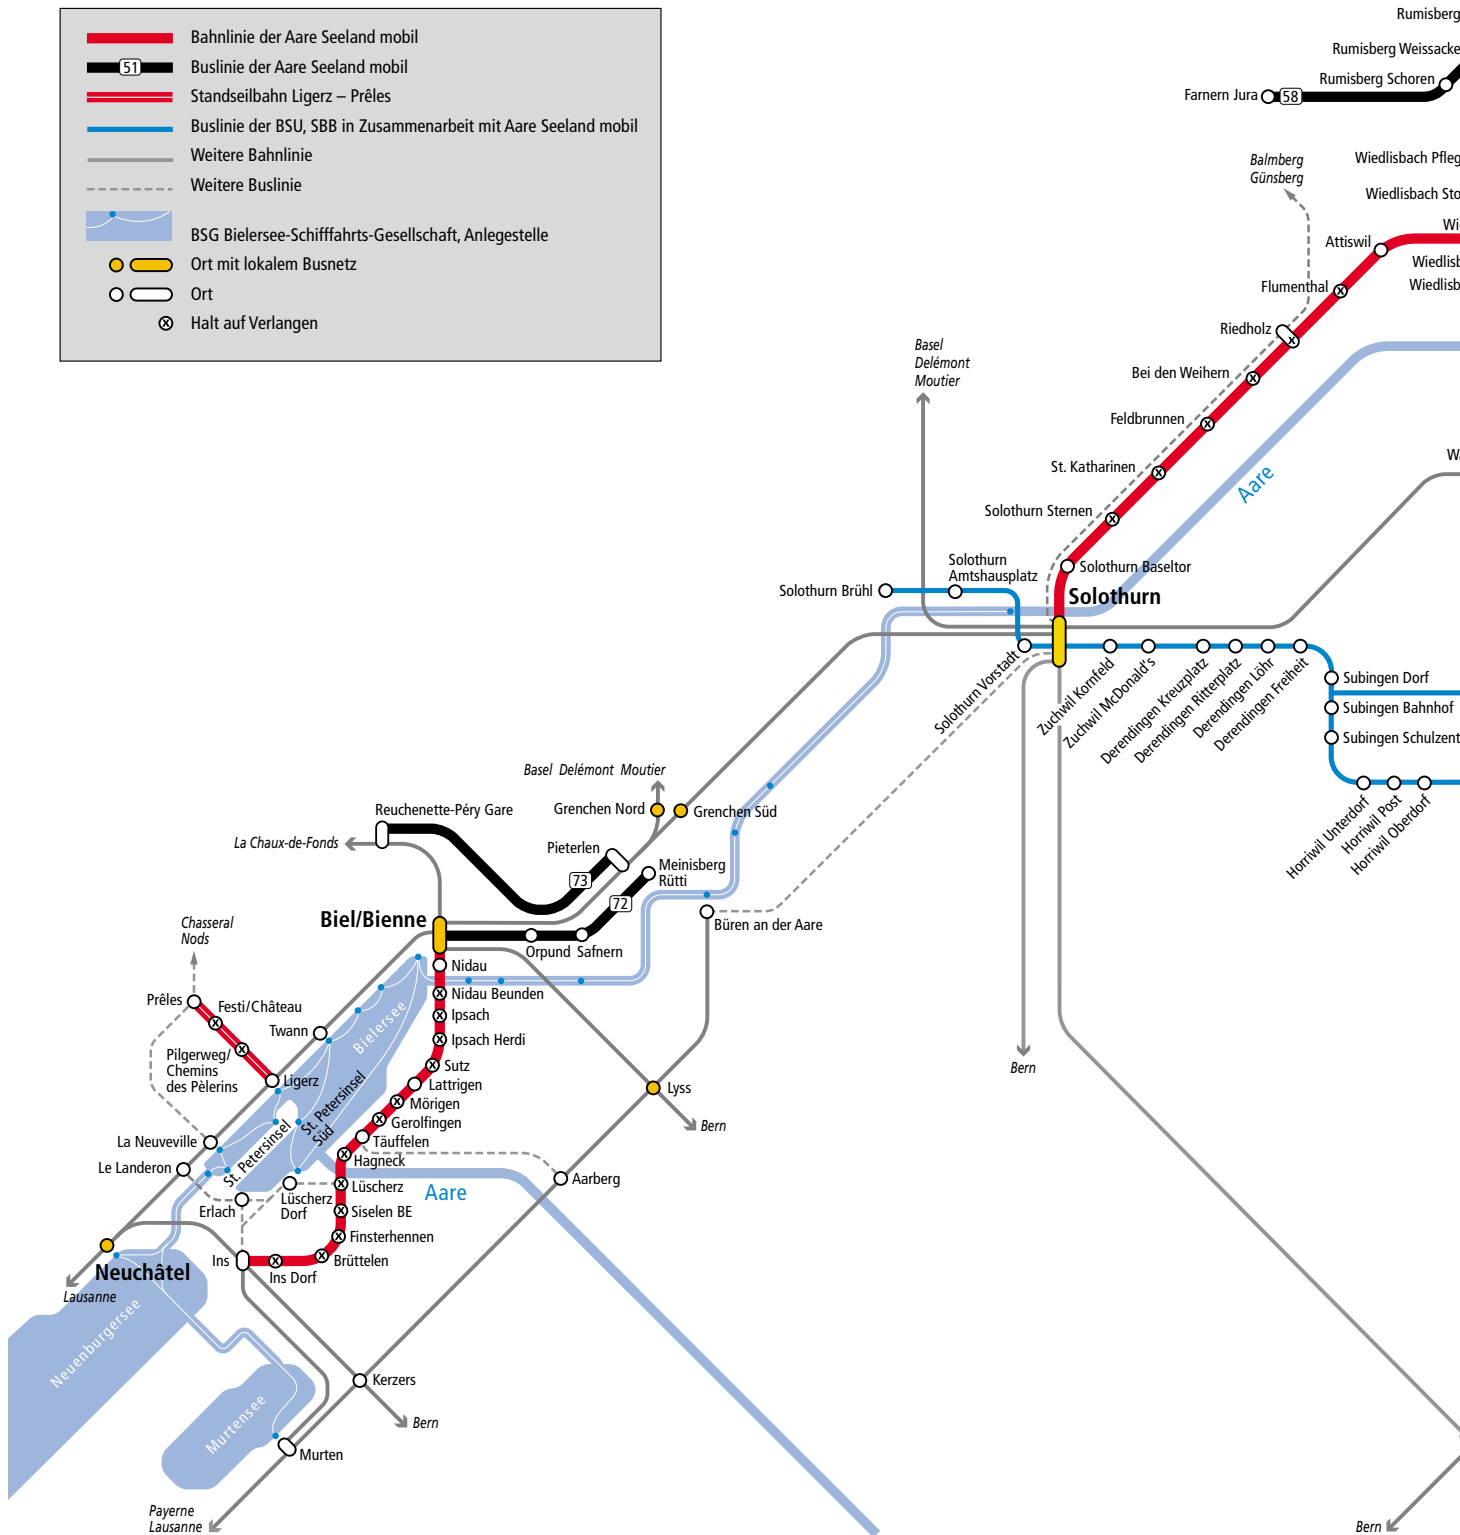 Bahnlinie der Aare Seeland mobil
51
Buslinie der Aare Seeland mobil
Standseilbahn Ligerz – Prêles
Buslinie der BSU, SBB in Zusammenarbeit mit Aare Seeland mobil
Weitere Bahnlinie
Weitere Buslinie
BSG Bielersee-Schifffahrts-Gesellschaft, Anlegestelle
Ort mit lokalem Busnetz
Ort
Halt auf Verlangen
Rumisberg
Rumisberg Weissacke
Rumisberg Schoren
Farnern Jura
58
Balmberg
Günsberg
Wiedlisbach Pfleg
Wiedlisbach Sto
Wi
Attiswil
Wiedlisb
Wiedlisb
Flumenthal
Riedholz
Basel
Delémont
Moutier
Bei den Weihern
Feldbrunnen
St. Katharinen
Wa
Aare
Solothurn Sternen
Solothurn
Amtshausplatz
Solothurn Baseltor
Solothurn Brühl
Solothurn
Solothurn Vorstadt
Zuchwil Kornfeld
Zuchwil McDonald's
Derendingen Kreuzplatz
Derendingen Ritterplatz
Derendingen Löhr
Derendingen Freiheit
Subingen Dorf
Subingen Bahnhof
Subingen Schulzent
Horriwil Unterdorf
Horriwil Post
Horriwil Oberdorf
Basel Delémont Moutier
Reuchenette-Péry Gare
Grenchen Nord
Grenchen Süd
La Chaux-de-Fonds
Pieterlen
Meinisberg
Rütti
73
72
Biel/Bienne
Büren an der Aare
Chasseral
Nods
Orpund
Safnern
Nidau
Nidau Beunden
Prêles
Festi/Château
Ipsach
Twann
Bielersee
Ipsach Herdi
Pilgerweg/
Chemins
des Pèlerins
Sutz
Bern
Ligerz
Lattrigen
Lyss
St. Petersinsel
Süd
Mörigen
Gerolfingen
Bern
La Neuveville
Täuffelen
St. Petersinsel
Hagneck
Le Landeron
Aarberg
Lüscherz
Aare
Erlach
Lüscherz
Dorf
Siselen BE
Finsterhennen
Ins
Brüttelen
Neuchâtel
Ins Dorf
Lausanne
Neuenburgersee
Kerzers
Murtensee
Bern
Murten
Payerne
Lausanne
Bern